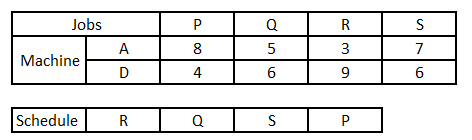 Jobs P Q R S
Machine A 8 5 3 7
D 4 6 9 6
Schedule R Q S P